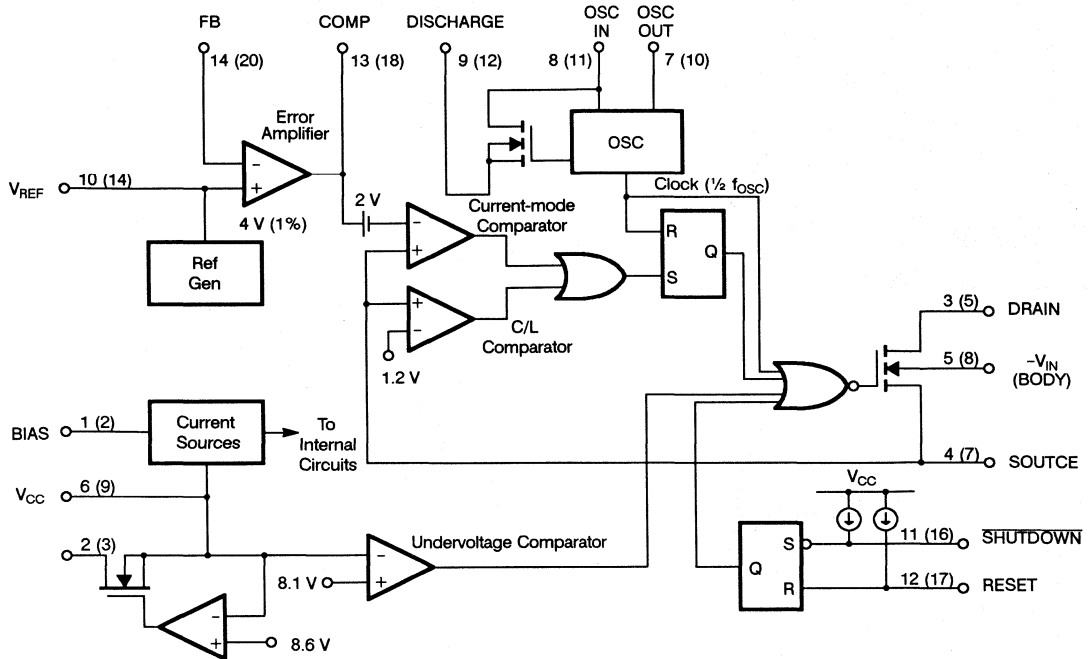 FB
COMP
DISCHARGE
OSC
IN
OSC
OUT
14 (20)
13 (18)
9 (12)
8 (11)
7 (10)
Error
Amplifier
OSC
-
+
VREF
10 (14)
4 V (1%)
2 V
Current-mode
Comparator
Clock (½ fOSC)
Ref
Gen
-
+
R
Q
S
+
-
C/L
Comparator
1.2 V
3 (5)
DRAIN
5 (8)
–VIN
(BODY)
BIAS
1 (2)
Current
Sources
To
Internal
Circuits
4 (7)
SOUTCE
VCC
6 (9)
VCC
2 (3)
-
+
Undervoltage Comparator
8.1 V
S
Q
R
11 (16)
SHUTDOWN
12 (17)
RESET
-
+
8.6 V